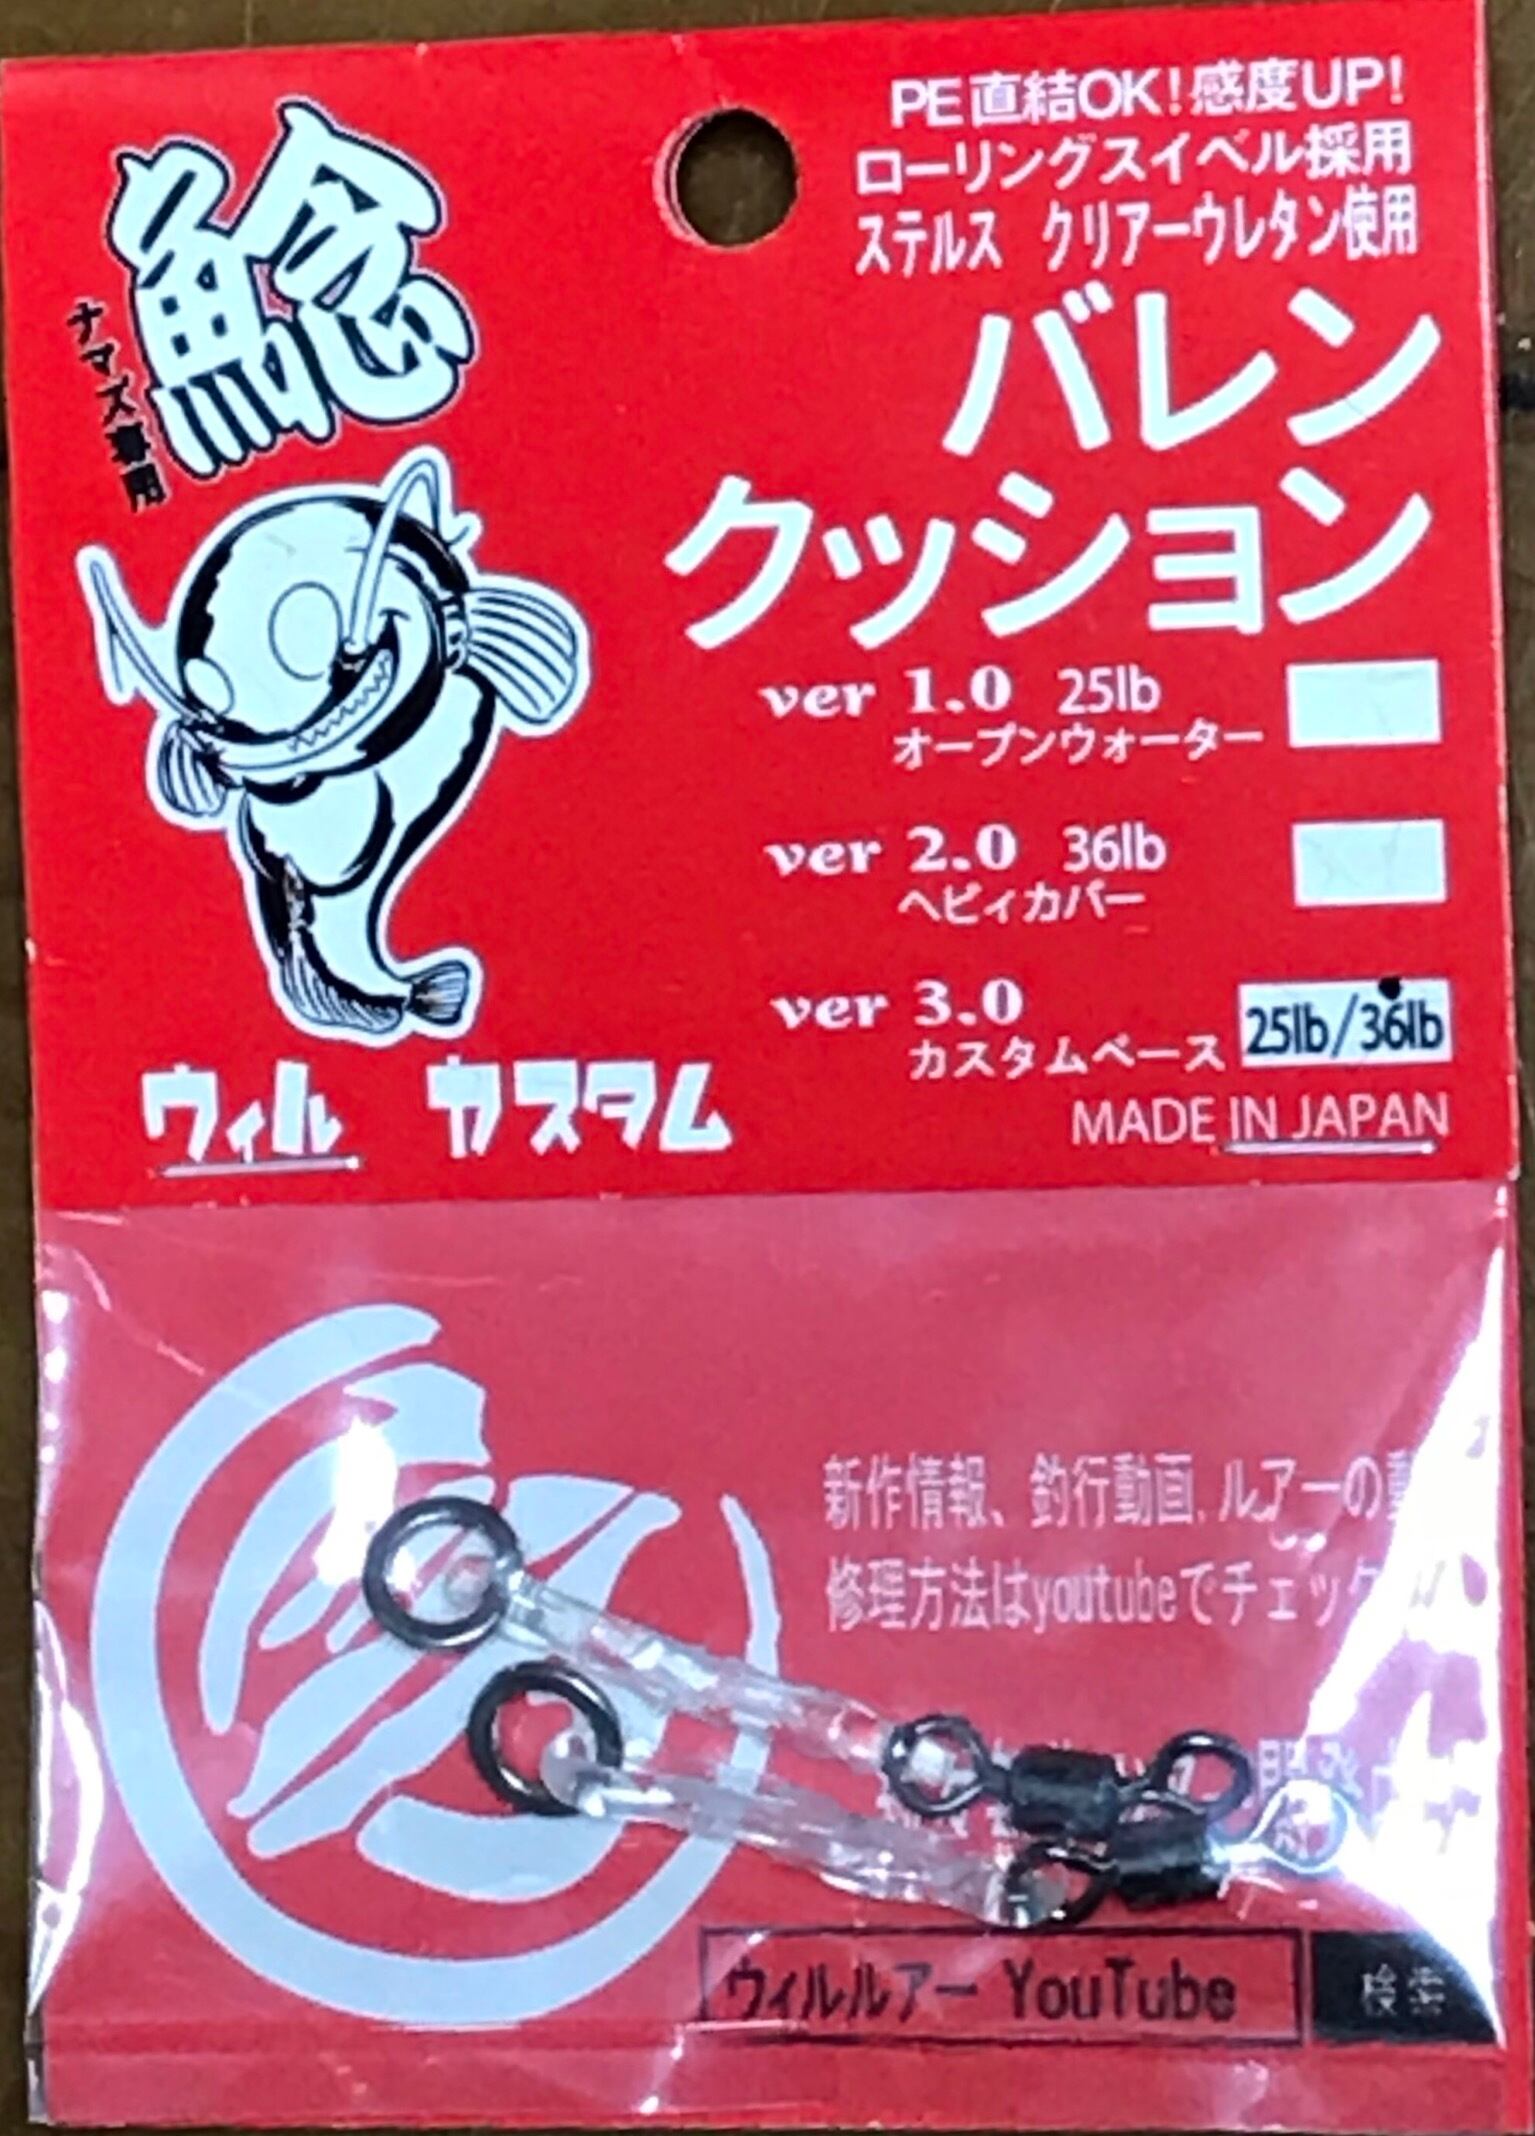 PE直結OK!感度UP!
ローリングスイベル採用
ステルス クリアーウレタン使用
鯰
ナマズ専用
バレン
クッション
ver 1.0 25lb
オープンウォーター
ver 2.0 36lb
ヘビィカバー
ver 3.0 25lb/36lb
カスタムベース
MADE IN JAPAN
ウィル カスタム
新作情報、釣行動画、ルアーの
修理方法はyoutubeでチェック
ウィルルアー YouTube 検索